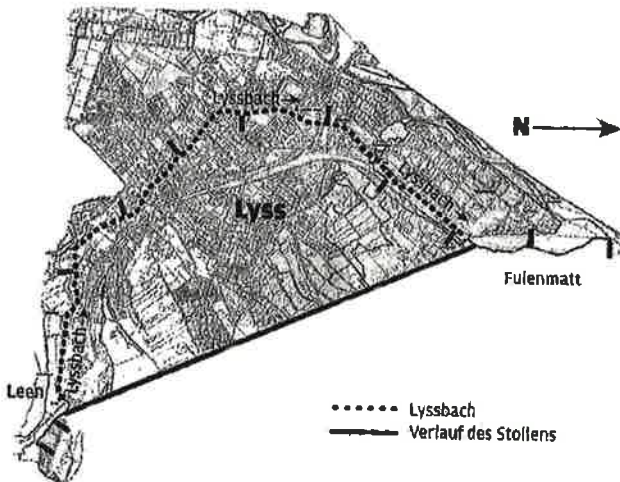 Lyssbach
N
Lyssbach
Lyss
Fulenmatt
Lyssbach
Leen
Lyssbach
Verlauf des Stollens